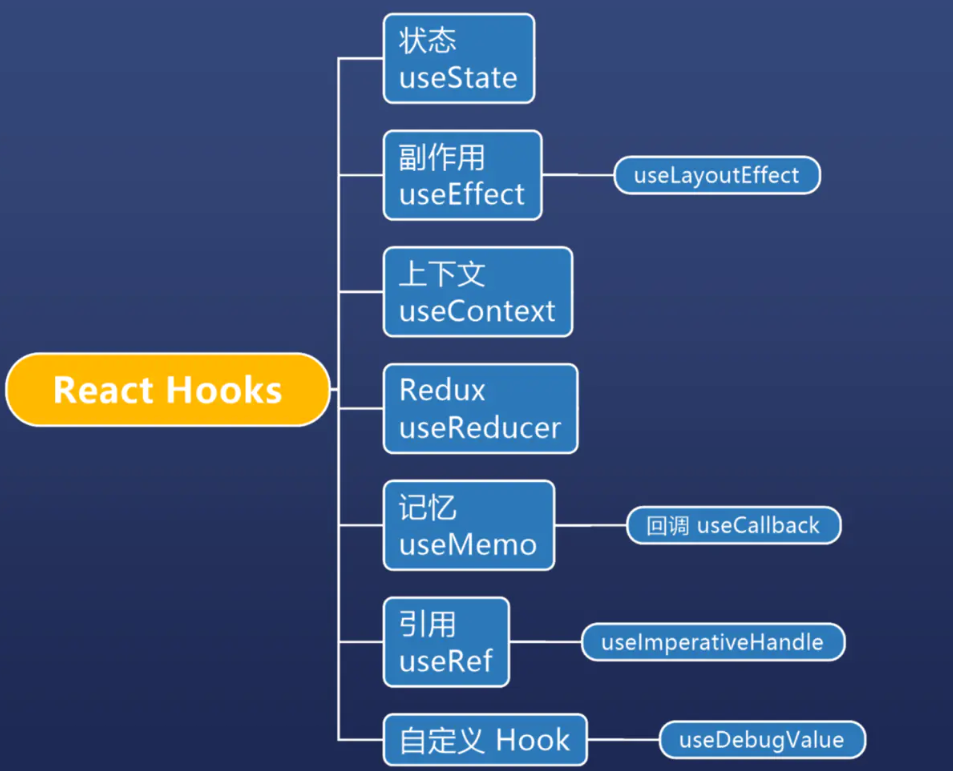 React Hooks
状态
useState
副作用
useEffect
useLayoutEffect
上下文
useContext
Redux
useReducer
记忆
useMemo
回调 useCallback
引用
useRef
useImperativeHandle
自定义 Hook
useDebugValue